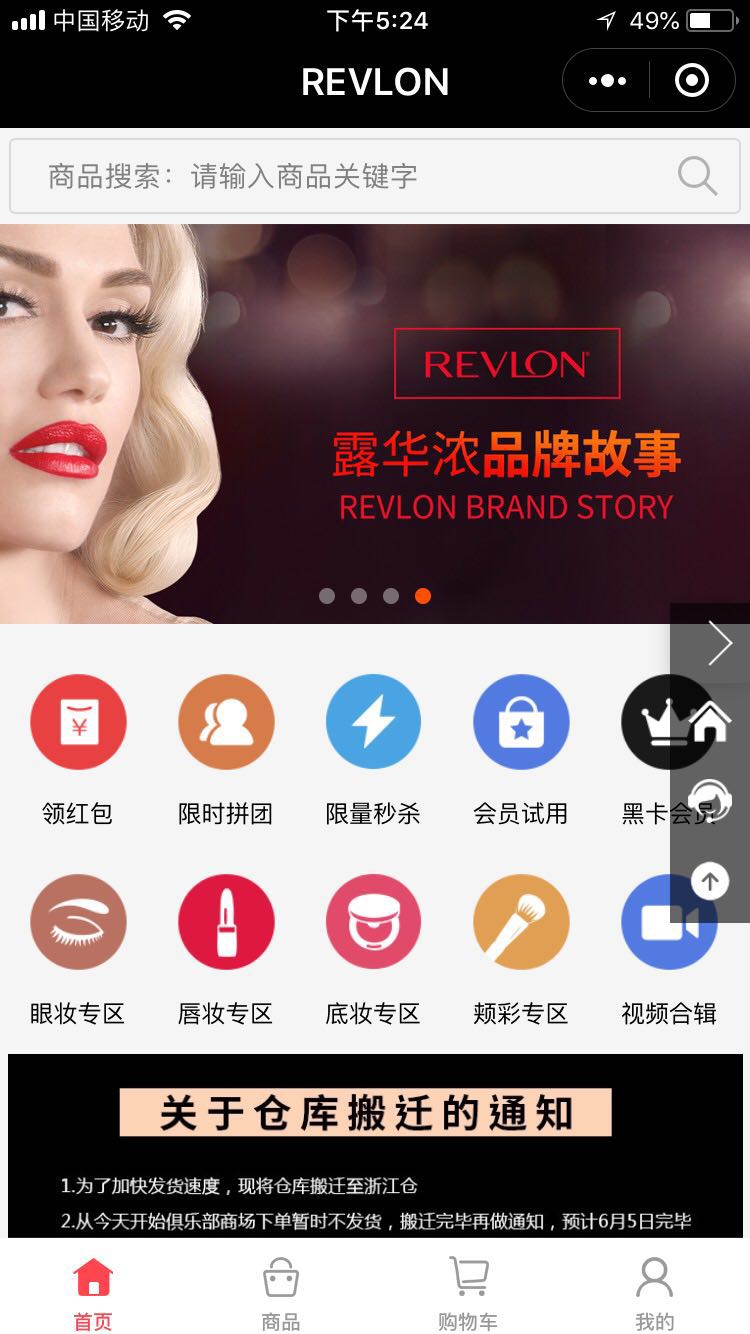 中国移动
下午5:24
49%
REVLON
商品搜索：请输入商品关键字
REVLON
露华浓品牌故事
REVLON BRAND STORY
领红包
限时拼团
限量秒杀
会员试用
黑卡会员
眼妆专区
唇妆专区
底妆专区
颊彩专区
视频合辑
关于仓库搬迁的通知
1.为了加快发货速度，现将仓库搬迁至浙江仓
2.从今天开始俱乐部商场下单暂时不发货，搬迁完毕再做通知，预计6月5日完毕
首页
商品
购物车
我的